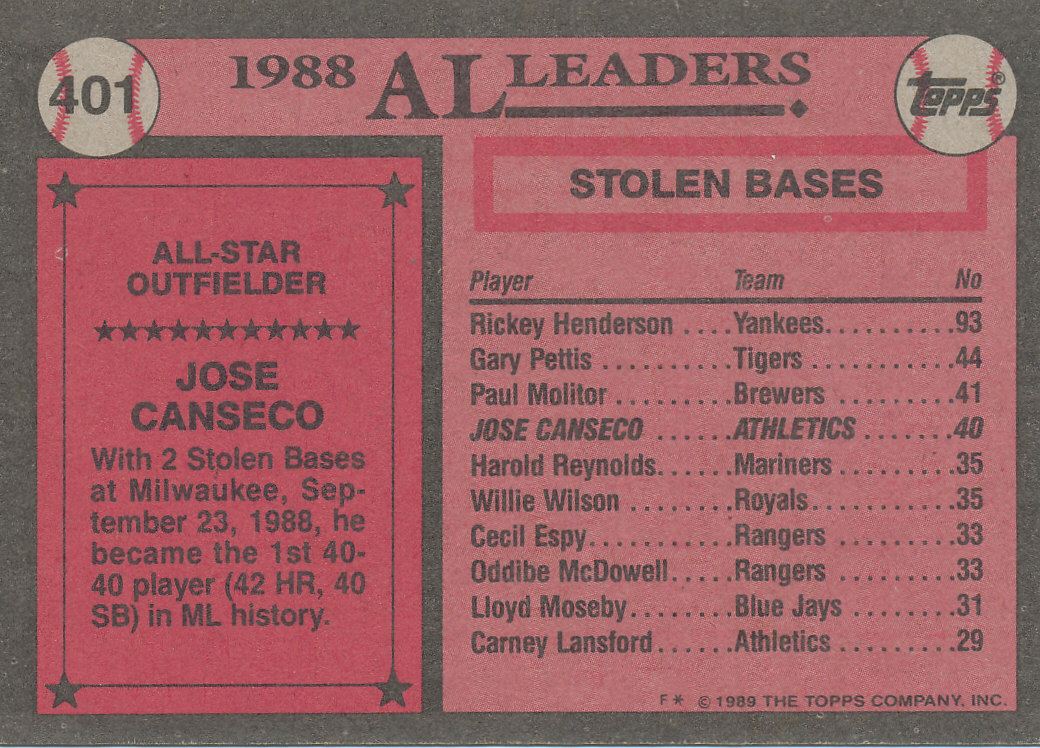 401
1988 AL LEADERS
Topps®
ALL-STAR
OUTFIELDER
JOSE
CANSECO
With 2 Stolen Bases
at Milwaukee, Sep-
tember 23, 1988, he
became the 1st 40-
40 player (42 HR, 40
SB) in ML history.
STOLEN BASES
Player Team No
Rickey Henderson ....Yankees..........93
Gary Pettis ..........Tigers ...........44
Paul Molitor .........Brewers ..........41
JOSE CANSECO ......ATHLETICS .......40
Harold Reynolds......Mariners .........35
Willie Wilson .........Royals...........35
Cecil Espy............Rangers .........33
Oddibe McDowell.....Rangers .........33
Lloyd Moseby........Blue Jays ........31
Carney Lansford......Athletics .........29
F* © 1989 THE TOPPS COMPANY, INC.